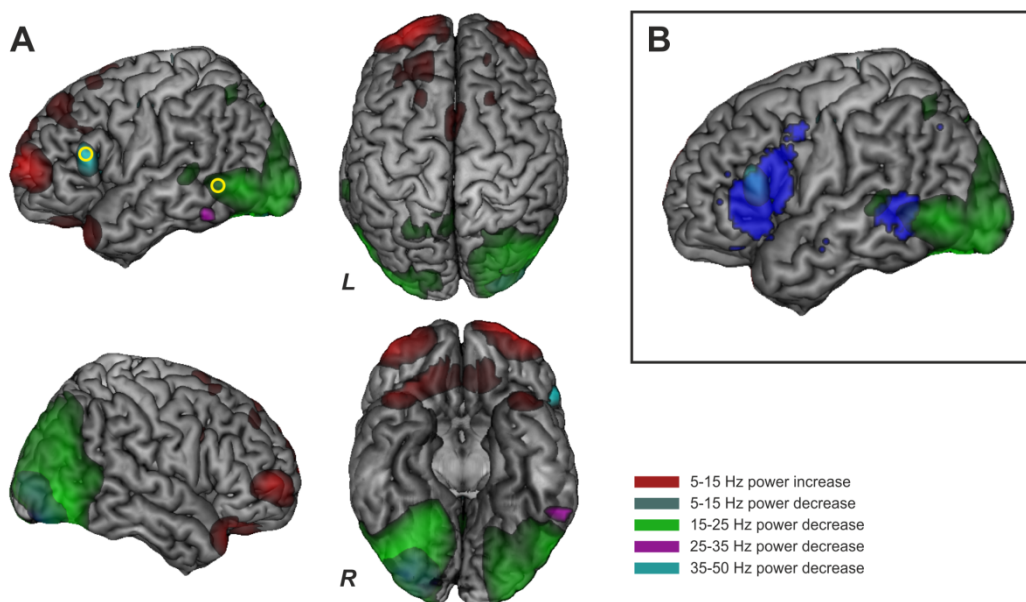 A
B
L
R
5-15 Hz power increase
5-15 Hz power decrease
15-25 Hz power decrease
25-35 Hz power decrease
35-50 Hz power decrease